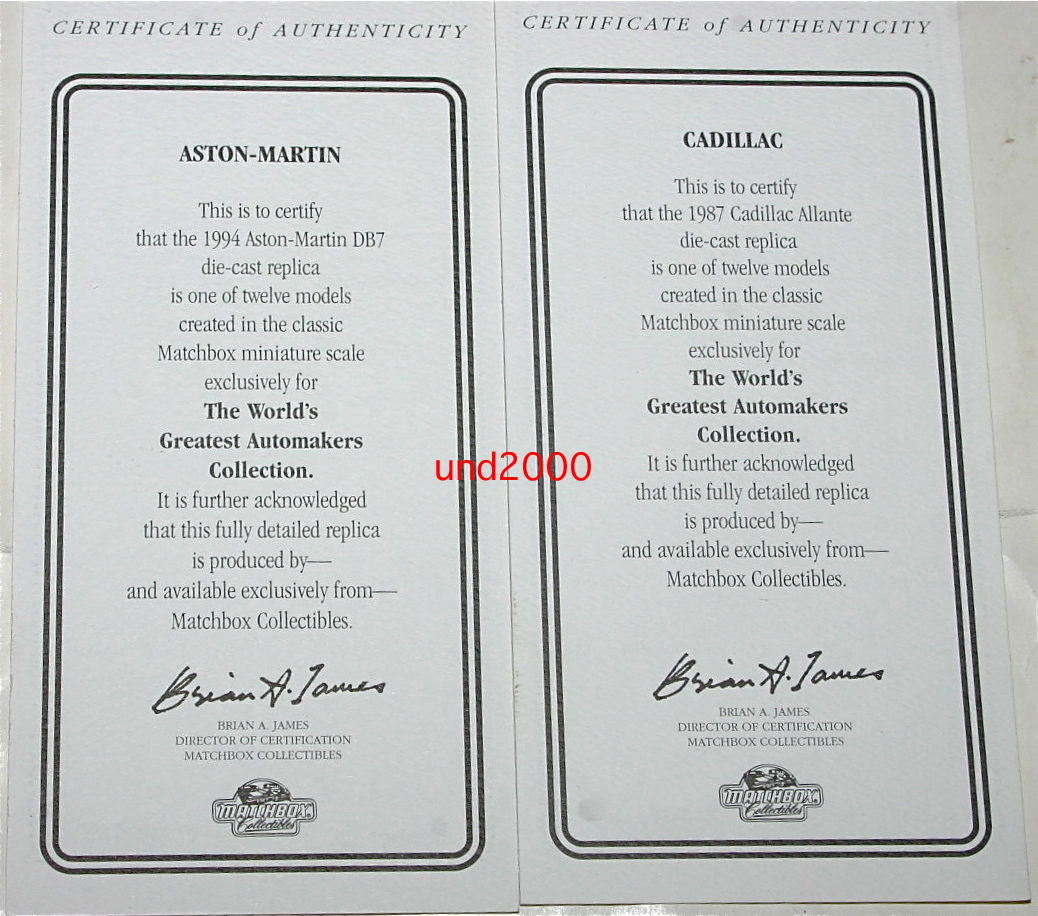 CERTIFICATE of AUTHENTICITY
ASTON-MARTIN
This is to certify
that the 1994 Aston-Martin DB7
die-cast replica
is one of twelve models
created in the classic
Matchbox miniature scale
exclusively for
The World's
Greatest Automakers
Collection.
It is further acknowledged
that this fully detailed replica
is produced by—
and available exclusively from—
Matchbox Collectibles.
Brian A. James
BRIAN A. JAMES
DIRECTOR OF CERTIFICATION
MATCHBOX COLLECTIBLES
MATCHBOX
Collectibles
CERTIFICATE of AUTHENTICITY
CADILLAC
This is to certify
that the 1987 Cadillac Allante
die-cast replica
is one of twelve models
created in the classic
Matchbox miniature scale
exclusively for
The World's
Greatest Automakers
Collection.
It is further acknowledged
that this fully detailed replica
is produced by—
and available exclusively from—
Matchbox Collectibles.
Brian A. James
BRIAN A. JAMES
DIRECTOR OF CERTIFICATION
MATCHBOX COLLECTIBLES
MATCHBOX
Collectibles
und2000